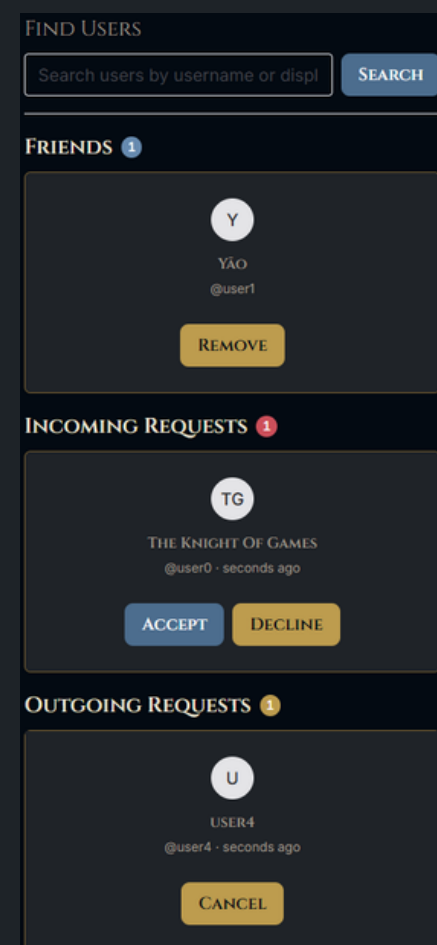 Find Users
Search users by username or displ
Search
Friends 1
Y
Yāo
@user1
Remove
Incoming Requests 1
TG
The Knight Of Games
@user0 · seconds ago
Accept
Decline
Outgoing Requests 1
U
user4
@user4 · seconds ago
Cancel